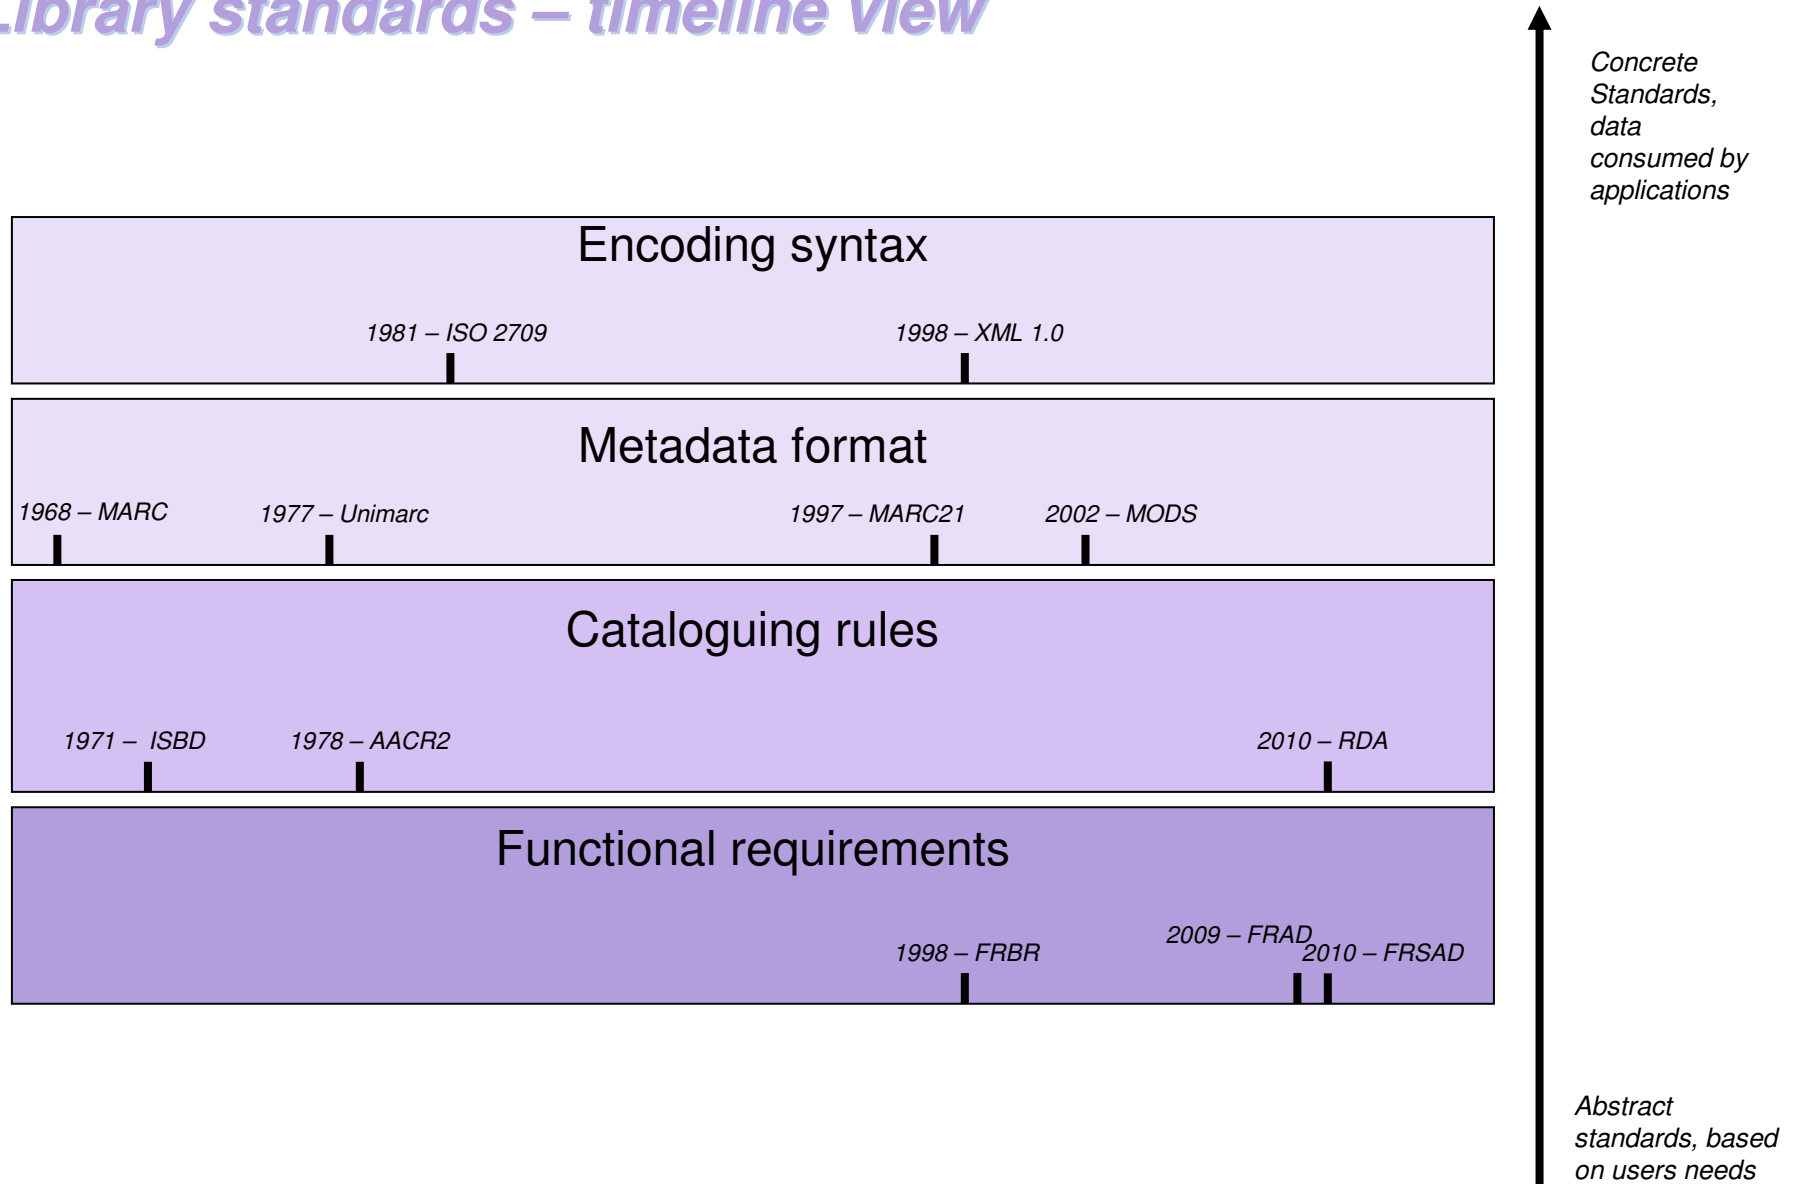 Library standards – timeline view
Concrete
Standards,
data
consumed by
applications
Encoding syntax
1981 – ISO 2709
1998 – XML 1.0
Metadata format
1968 – MARC
1977 – Unimarc
1997 – MARC21
2002 – MODS
Cataloguing rules
1971 – ISBD
1978 – AACR2
2010 – RDA
Functional requirements
2009 – FRAD
1998 – FRBR
2010 – FRSAD
Abstract
standards, based
on users needs